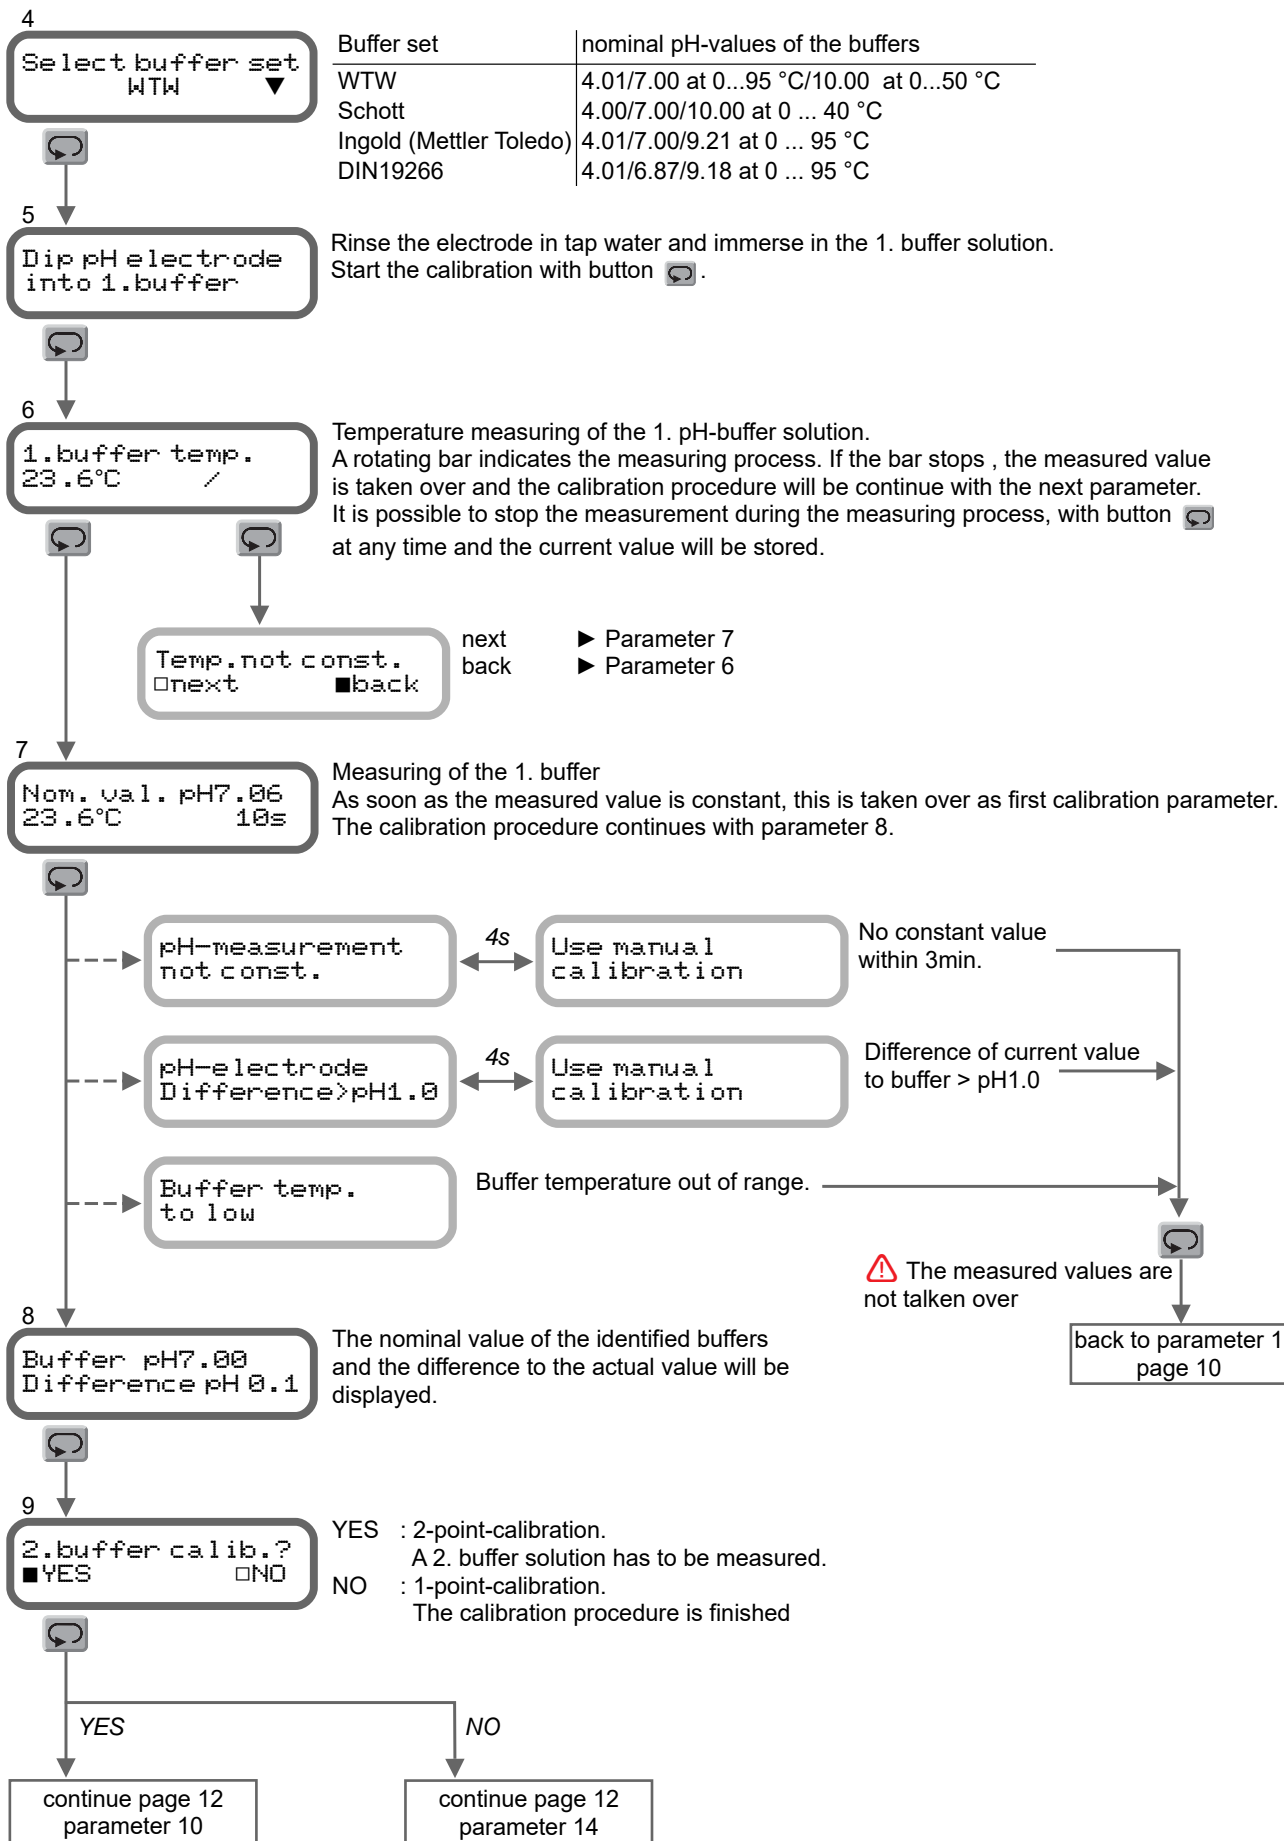 4
Select buffer set
WTW ▼
Buffer set nominal pH-values of the buffers
WTW 4.01/7.00 at 0...95 °C/10.00 at 0...50 °C
Schott 4.00/7.00/10.00 at 0 ... 40 °C
Ingold (Mettler Toledo) 4.01/7.00/9.21 at 0 ... 95 °C
DIN19266 4.01/6.87/9.18 at 0 ... 95 °C
5
Dip pH electrode
into 1.buffer
Rinse the electrode in tap water and immerse in the 1. buffer solution.
Start the calibration with button .
6
1.buffer temp.
23.6°C /
Temperature measuring of the 1. pH-buffer solution.
A rotating bar indicates the measuring process. If the bar stops , the measured value
is taken over and the calibration procedure will be continue with the next parameter.
It is possible to stop the measurement during the measuring process, with button
at any time and the current value will be stored.
Temp.not const.
□next ■back
next ► Parameter 7
back ► Parameter 6
7
Nom. val. pH7.06
23.6°C 10s
Measuring of the 1. buffer
As soon as the measured value is constant, this is taken over as first calibration parameter.
The calibration procedure continues with parameter 8.
pH-measurement
not const.
4s
Use manual
calibration
No constant value
within 3min.
pH-electrode
Difference>pH1.0
4s
Use manual
calibration
Difference of current value
to buffer > pH1.0
Buffer temp.
to low
Buffer temperature out of range.
The measured values are
not talken over
back to parameter 1
page 10
8
Buffer pH7.00
Difference pH 0.1
The nominal value of the identified buffers
and the difference to the actual value will be
displayed.
9
2.buffer calib.?
■YES □NO
YES : 2-point-calibration.
A 2. buffer solution has to be measured.
NO : 1-point-calibration.
The calibration procedure is finished
YES
NO
continue page 12
parameter 10
continue page 12
parameter 14